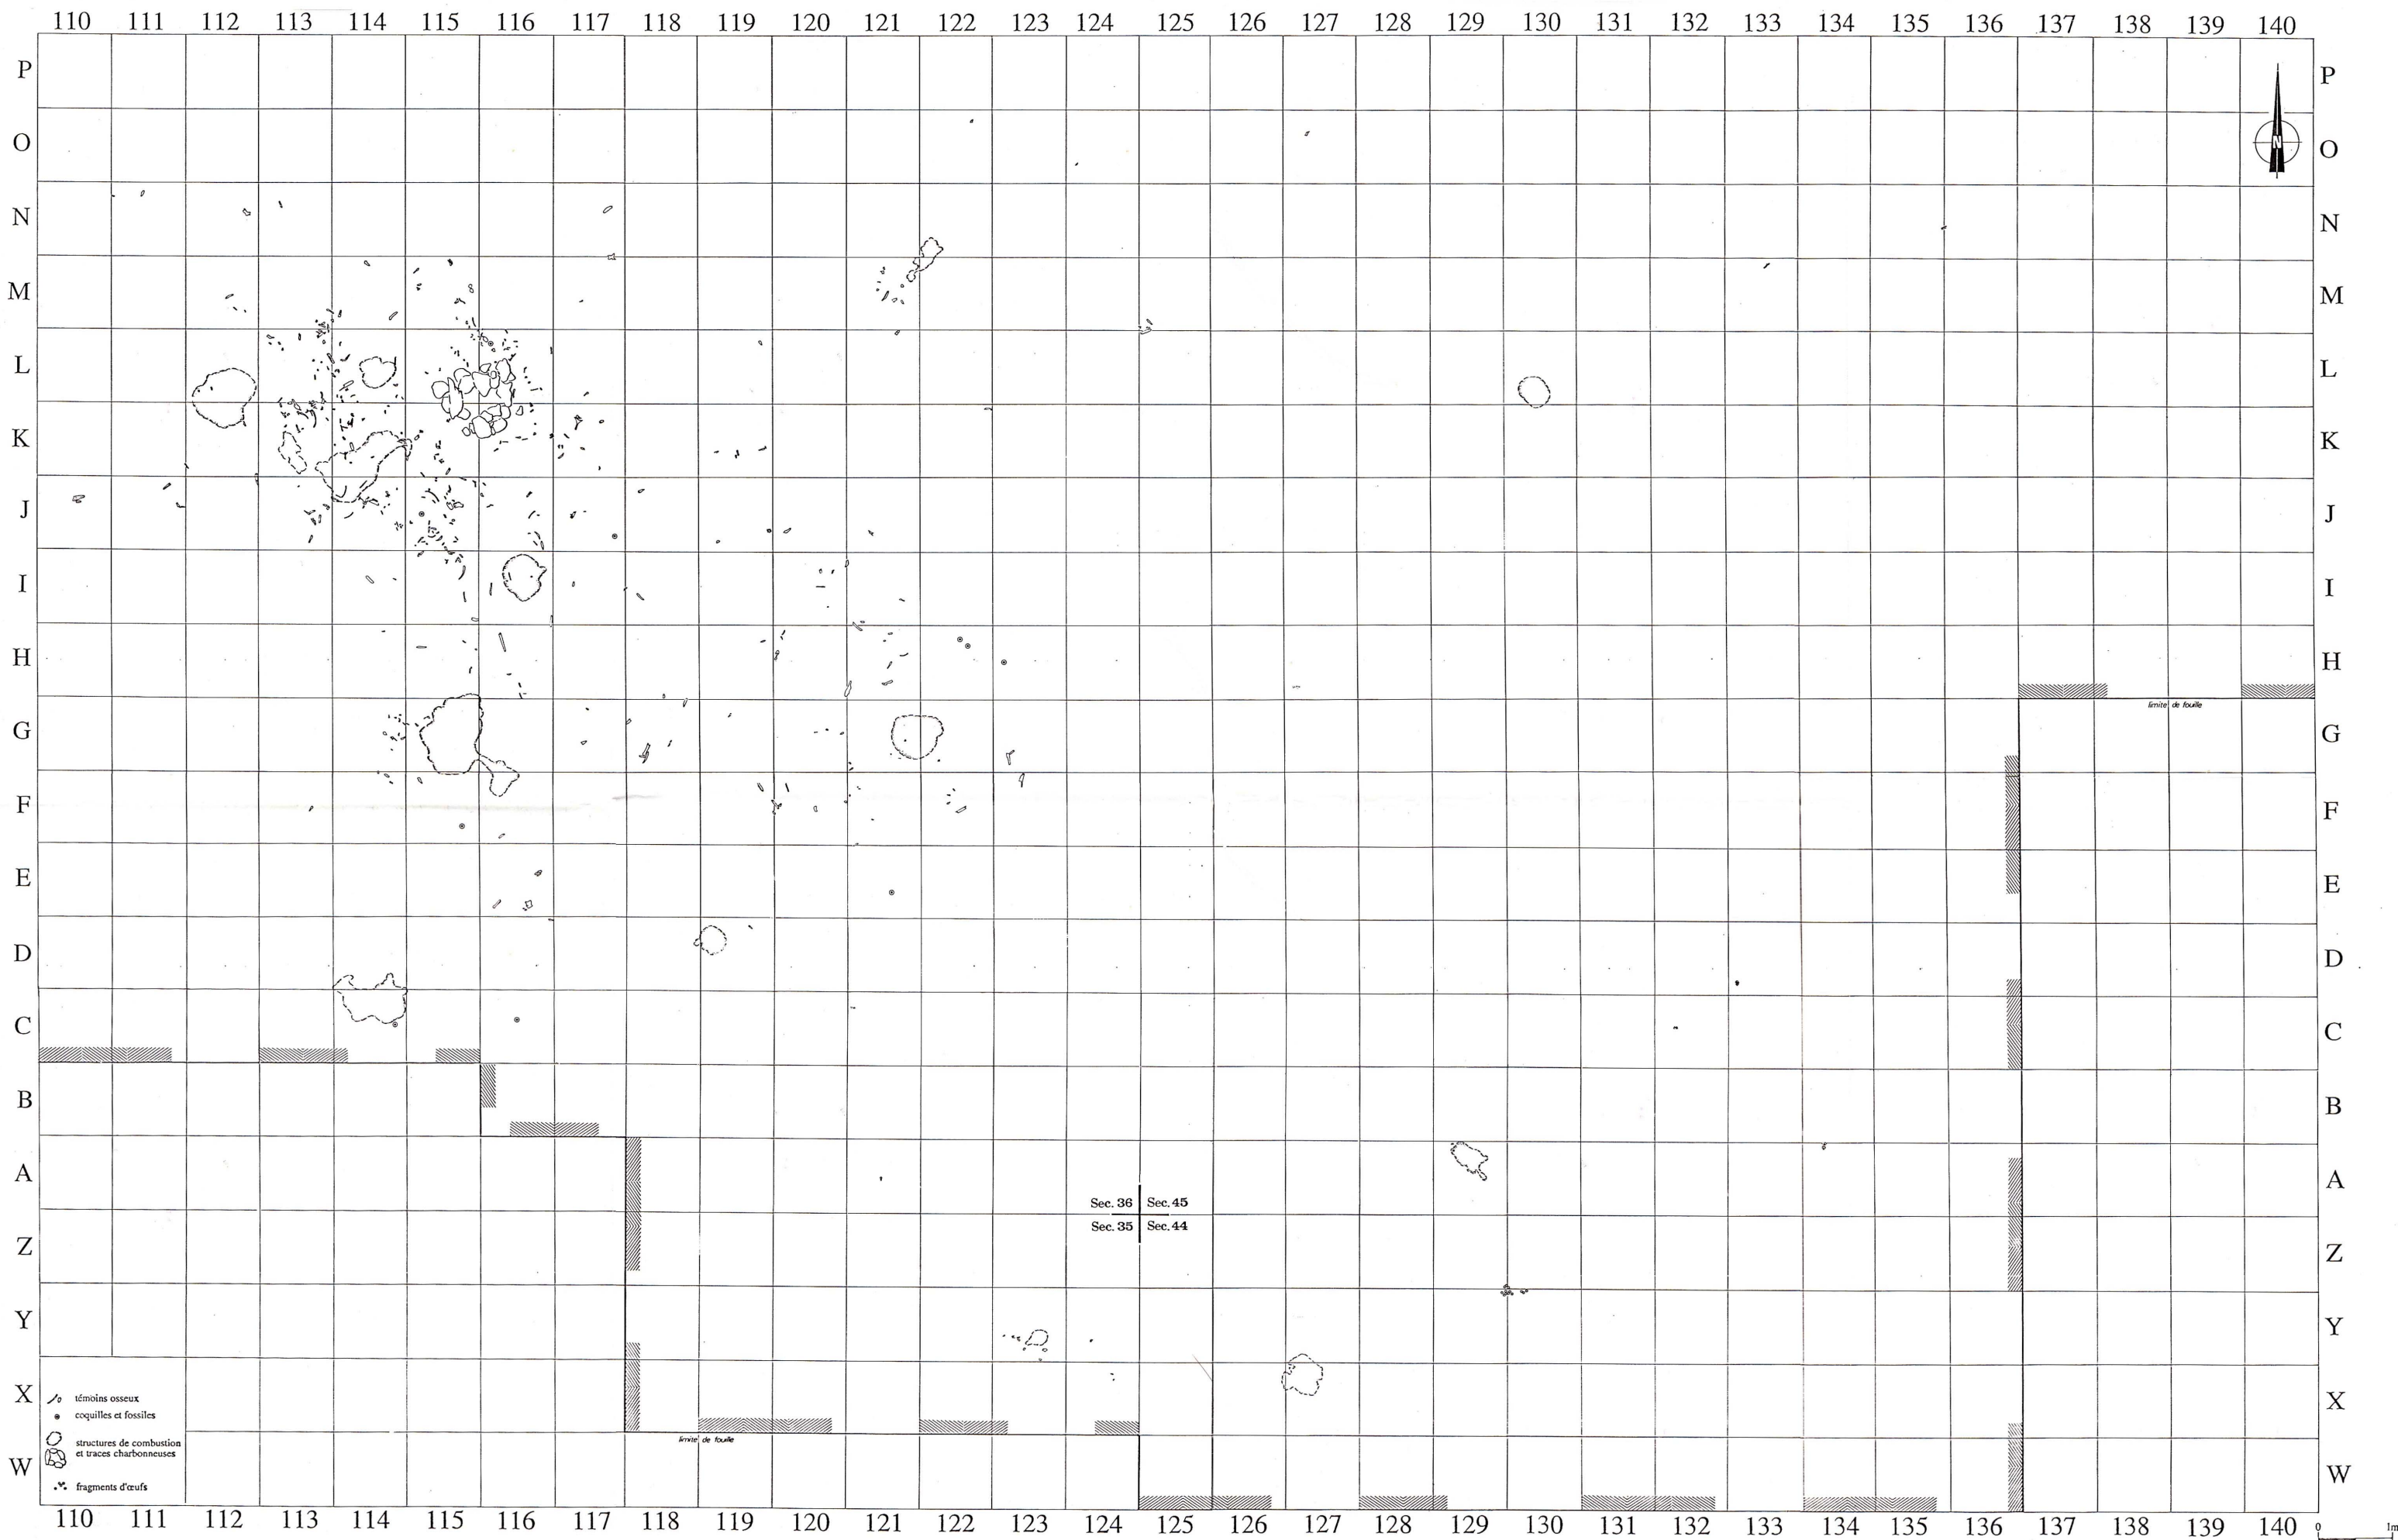 110 111 112 113 114 115 116 117 118 119 120 121 122 123 124 125 126 127 128 129 130 131 132 133 134 135 136 137 138 139 140
P P
N
O O
N N
M M
L L
K K
J J
I I
H H
limite de fouille
G G
F F
E E
D D
C C
B B
A A
Sec. 36 Sec. 45
Sec. 35 Sec. 44
Z Z
Y Y
X X
témoins osseux
coquilles et fossiles
structures de combustion
et traces charbonneuses
limite de fouille
W W
fragments d'œufs
110 111 112 113 114 115 116 117 118 119 120 121 122 123 124 125 126 127 128 129 130 131 132 133 134 135 136 137 138 139 140
0 1m